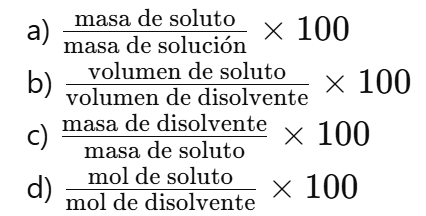 a) masa de soluto / masa de solución × 100
b) volumen de soluto / volumen de disolvente × 100
c) masa de disolvente / masa de soluto × 100
d) mol de soluto / mol de disolvente × 100